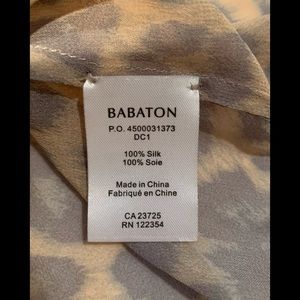 BABATON
P.O. 4500031373
DC1
100% Silk
100% Soie
Made in China
Fabriqué en Chine
CA 23725
RN 122354